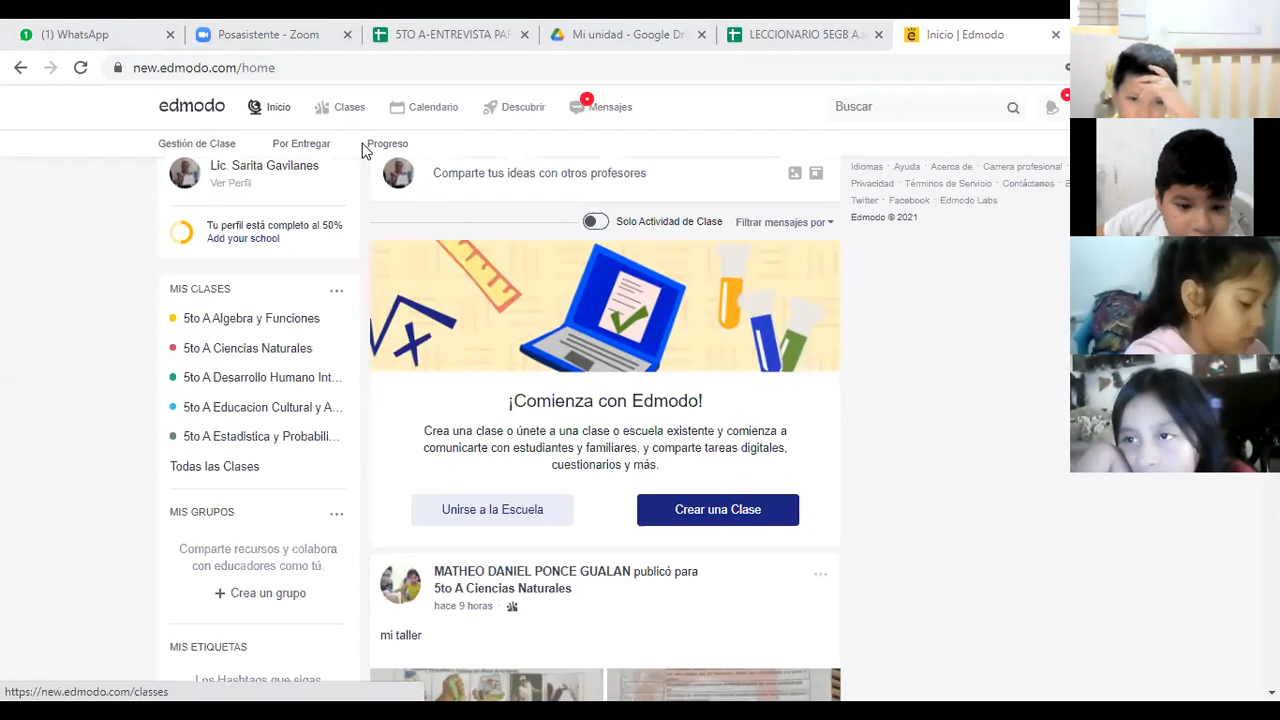 (1) WhatsApp
Posasistente - Zoom
5TO A-ENTREVISTA PAR
Mi unidad - Google Dr
LECCIONARIO 5EGB A.x
Inicio | Edmodo
new.edmodo.com/home
edmodo
Inicio
Clases
Calendario
Descubrir
Mensajes
Buscar
Gestión de Clase
Por Entregar
Progreso
Lic. Sarita Gavilanes
Ver Perfil
Tu perfil está completo al 50%
Add your school
MIS CLASES
5to A Algebra y Funciones
5to A Ciencias Naturales
5to A Desarrollo Humano Int...
5to A Educacion Cultural y A...
5to A Estadistica y Probabili...
Todas las Clases
MIS GRUPOS
Comparte recursos y colabora
con educadores como tú.
+ Crea un grupo
MIS ETIQUETAS
Los Hashtags que sigas
https://new.edmodo.com/classes
Comparte tus ideas con otros profesores
Solo Actividad de Clase
Filtrar mensajes por
¡Comienza con Edmodo!
Crea una clase o únete a una clase o escuela existente y comienza a
comunicarte con estudiantes y familiares, y comparte tareas digitales,
cuestionarios y más.
Unirse a la Escuela
Crear una Clase
MATHEO DANIEL PONCE GUALAN publicó para
5to A Ciencias Naturales
hace 9 horas
mi taller
Idiomas · Ayuda · Acerca de · Carrera profesional ·
Privacidad · Términos de Servicio · Contáctanos ·
Twitter · Facebook · Edmodo Labs
Edmodo © 2021